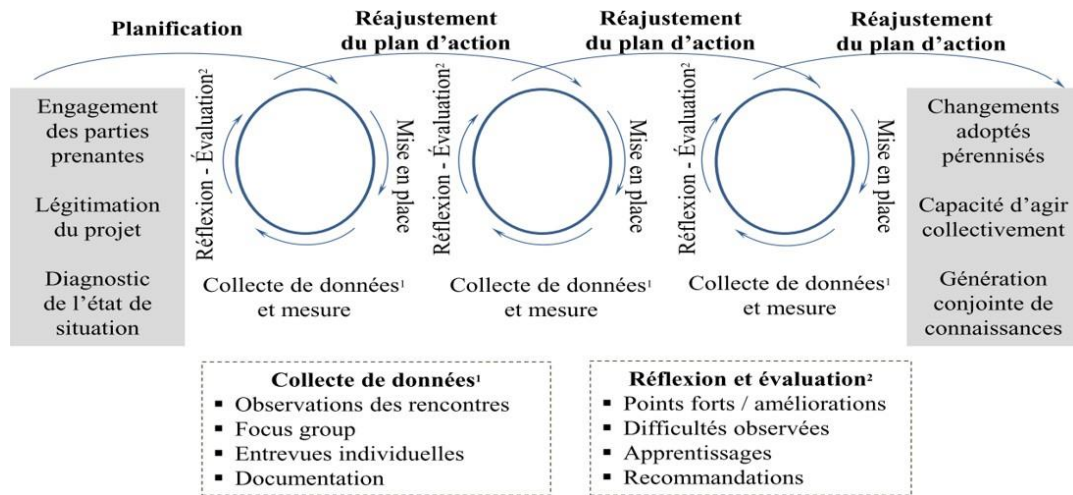 Planification
Réajustement
du plan d’action
Réajustement
du plan d’action
Réajustement
du plan d’action
Engagement
des parties
prenantes
Légitimation
du projet
Diagnostic
de l’état de
situation
Réflexion - Évaluation²
Mise en place
Collecte de données¹
et mesure
Réflexion - Évaluation²
Mise en place
Collecte de données¹
et mesure
Réflexion - Évaluation²
Mise en place
Collecte de données¹
et mesure
Changements
adoptés
pérennisés
Capacité d’agir
collectivement
Génération
conjointe de
connaissances
Collecte de données¹
▪ Observations des rencontres
▪ Focus group
▪ Entrevues individuelles
▪ Documentation
Réflexion et évaluation²
▪ Points forts / améliorations
▪ Difficultés observées
▪ Apprentissages
▪ Recommandations